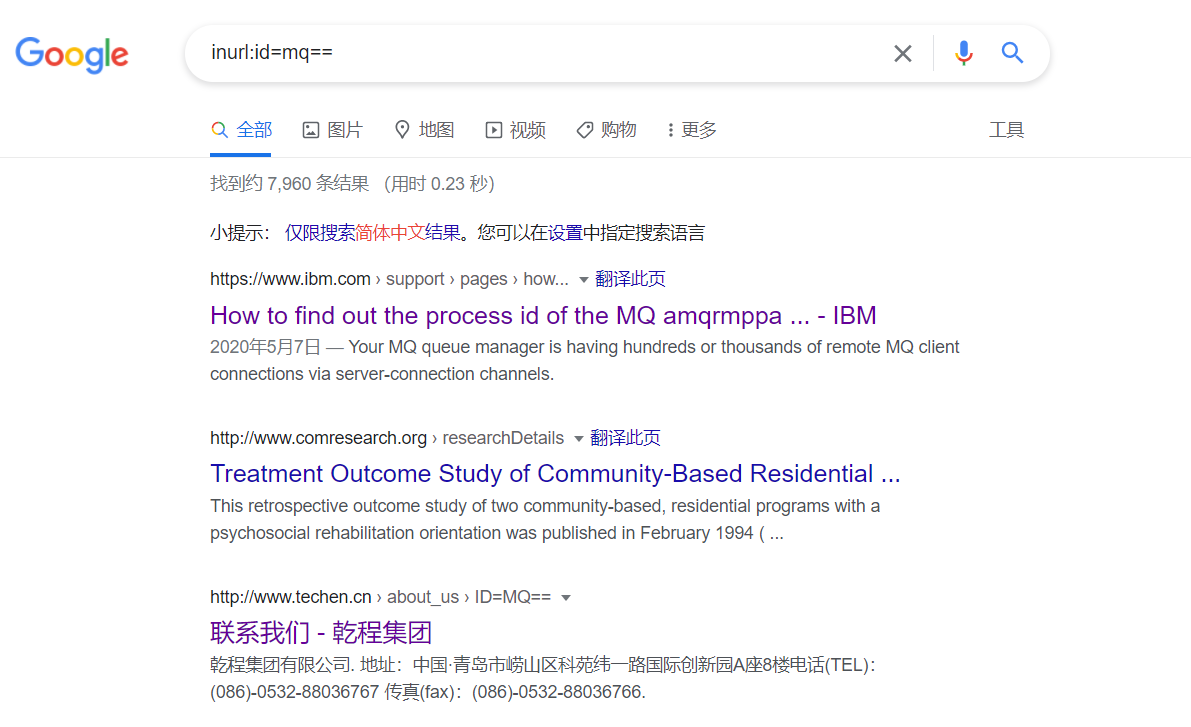 Google
inurl:id=mq==
全部 图片 地图 视频 购物 更多 工具
找到约 7,960 条结果 （用时 0.23 秒）
小提示： 仅限搜索简体中文结果。您可以在设置中指定搜索语言
https://www.ibm.com › support › pages › how... 翻译此页
How to find out the process id of the MQ amqrmppa ... - IBM
2020年5月7日 — Your MQ queue manager is having hundreds or thousands of remote MQ client
connections via server-connection channels.
http://www.comresearch.org › researchDetails 翻译此页
Treatment Outcome Study of Community-Based Residential ...
This retrospective outcome study of two community-based, residential programs with a
psychosocial rehabilitation orientation was published in February 1994 ( ...
http://www.techen.cn › about_us › ID=MQ==
联系我们 - 乾程集团
乾程集团有限公司. 地址：中国·青岛市崂山区科苑纬一路国际创新园A座8楼电话(TEL)：
(086)-0532-88036767 传真(fax)：(086)-0532-88036766.